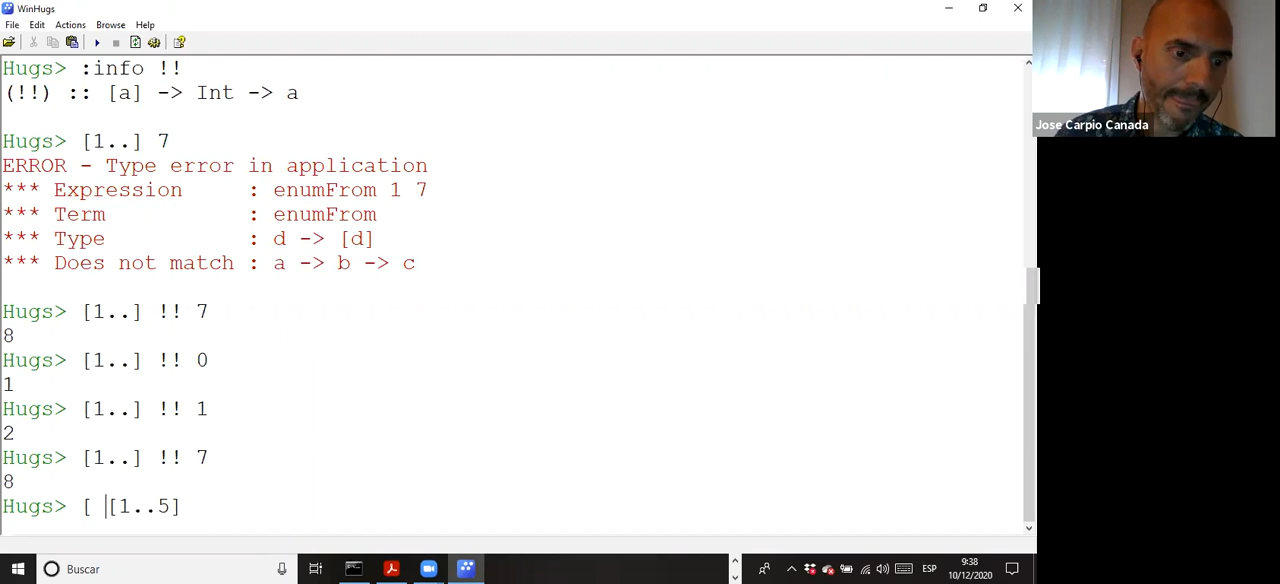 WinHugs
File Edit Actions Browse Help
Hugs> :info !!
(!!) :: [a] -> Int -> a
Hugs> [1..] 7
ERROR - Type error in application
*** Expression : enumFrom 1 7
*** Term : enumFrom
*** Type : d -> [d]
*** Does not match : a -> b -> c
Hugs> [1..] !! 7
8
Hugs> [1..] !! 0
1
Hugs> [1..] !! 1
2
Hugs> [1..] !! 7
8
Hugs> [ [1..5]
Jose Carpio Canada
Buscar
ESP
9:38
10/12/2020